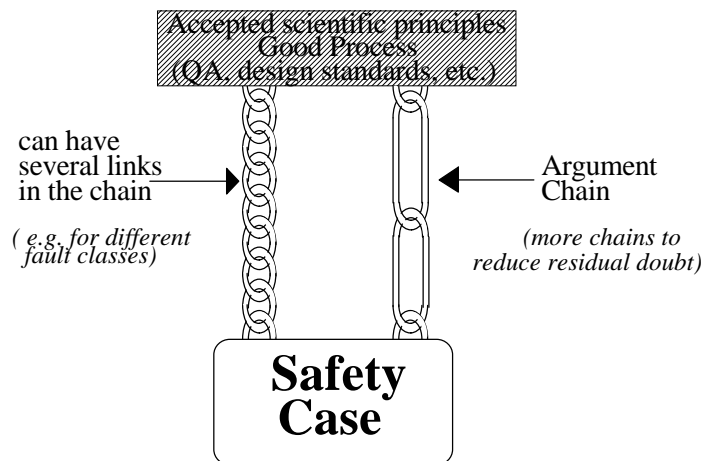 Accepted scientific principles
Good Process
(QA, design standards, etc.)
can have
several links
in the chain
( e.g. for different
fault classes)
Argument
Chain
(more chains to
reduce residual doubt)
Safety
Case